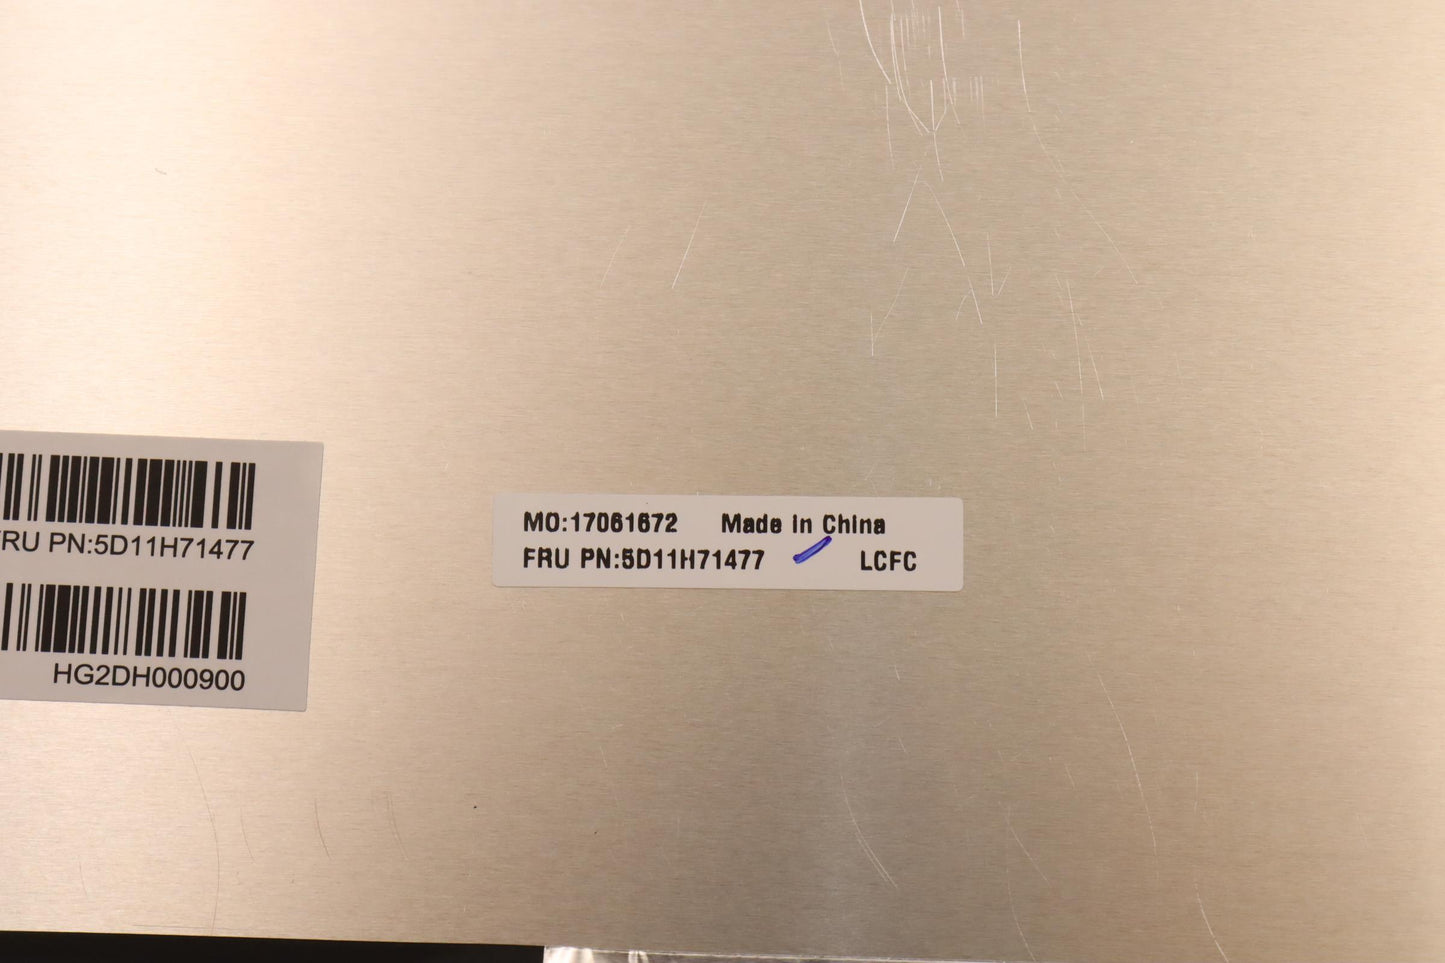 RU PN:5D11H71477
HG2DH000900
MO:17061672 Made in China
FRU PN:5D11H71477 LCFC